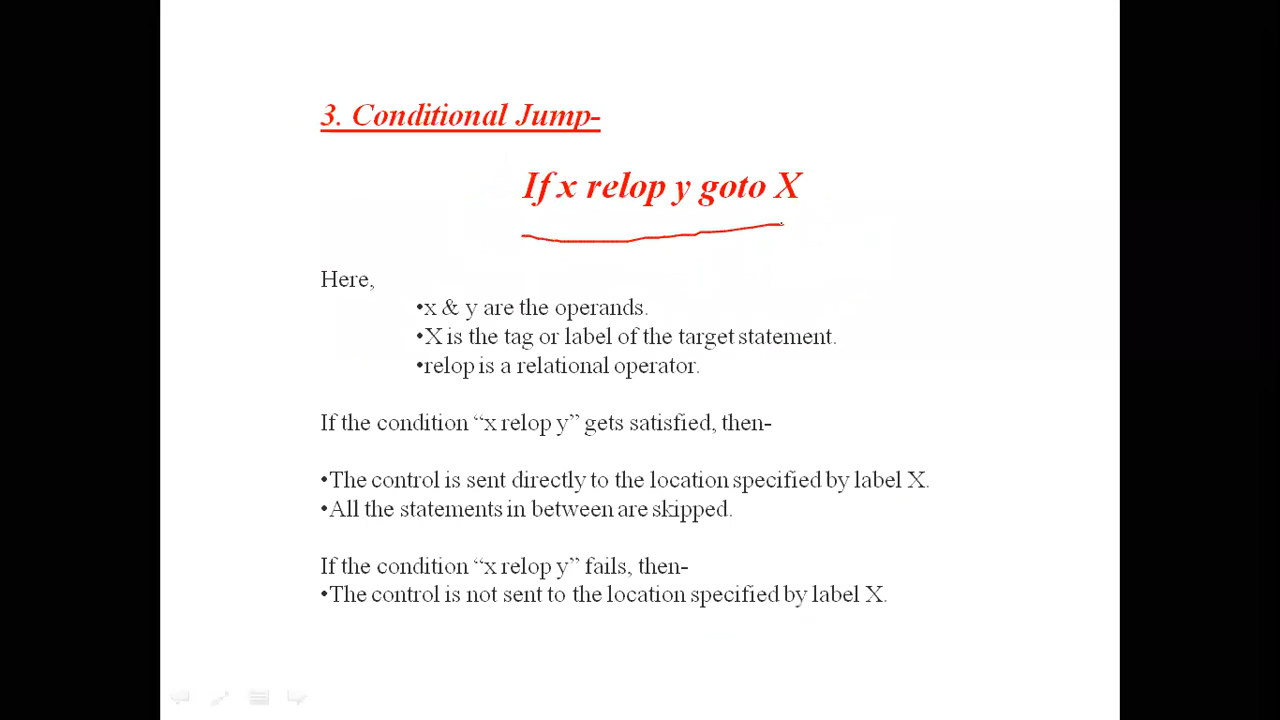 3. Conditional Jump-
If x relop y goto X
Here,
•x & y are the operands.
•X is the tag or label of the target statement.
•relop is a relational operator.
If the condition “x relop y” gets satisfied, then-
•The control is sent directly to the location specified by label X.
•All the statements in between are skipped.
If the condition “x relop y” fails, then-
•The control is not sent to the location specified by label X.